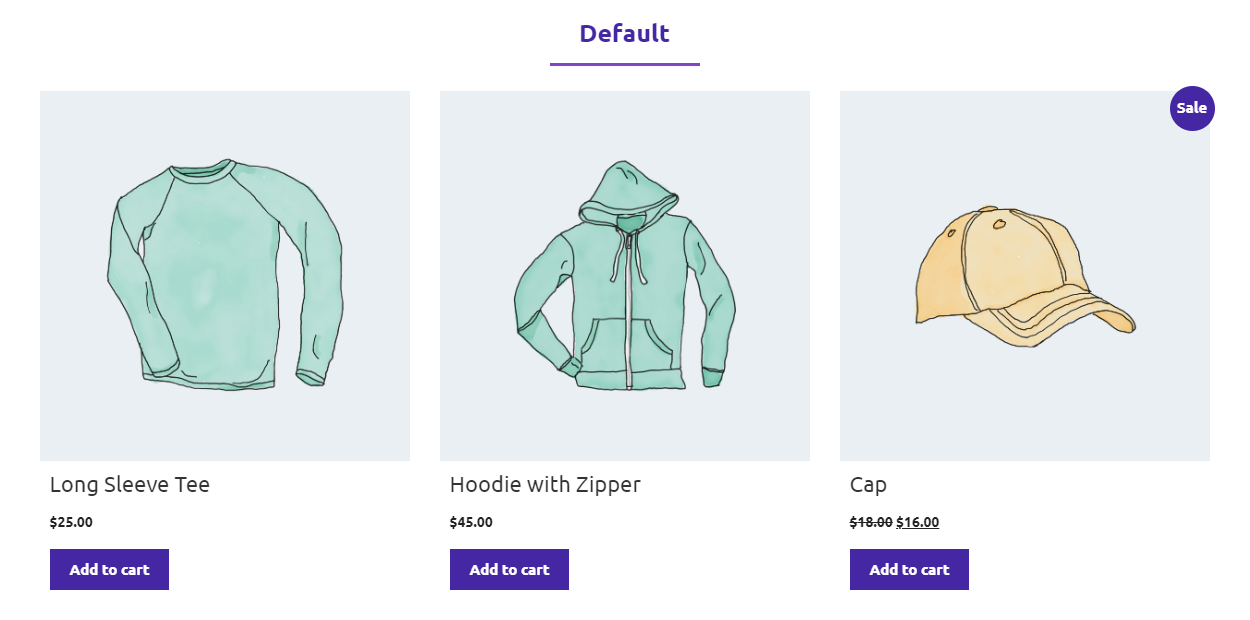 Default
Sale
Long Sleeve Tee
$25.00
Add to cart
Hoodie with Zipper
$45.00
Add to cart
Cap
$18.00 $16.00
Add to cart